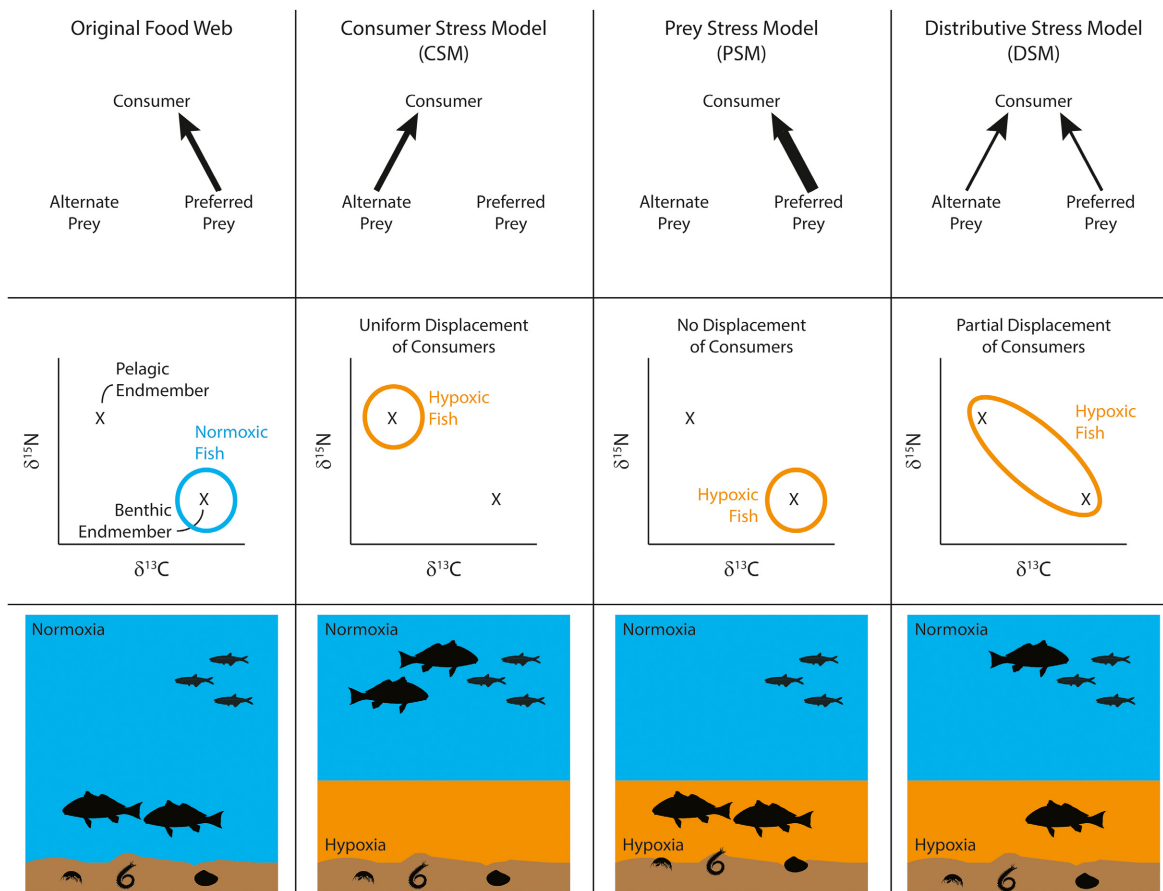 Original Food Web
Consumer Stress Model
(CSM)
Prey Stress Model
(PSM)
Distributive Stress Model
(DSM)
Consumer
Alternate
Prey
Preferred
Prey
Consumer
Alternate
Prey
Preferred
Prey
Consumer
Alternate
Prey
Preferred
Prey
Consumer
Alternate
Prey
Preferred
Prey
Pelagic
Endmember
X
Normoxic
Fish
X
Benthic
Endmember
δ¹⁵N
δ¹³C
Uniform Displacement
of Consumers
X
Hypoxic
Fish
X
δ¹⁵N
δ¹³C
No Displacement
of Consumers
X
Hypoxic
Fish
X
δ¹⁵N
δ¹³C
Partial Displacement
of Consumers
X
Hypoxic
Fish
X
δ¹⁵N
δ¹³C
Normoxia
Normoxia
Hypoxia
Normoxia
Hypoxia
Normoxia
Hypoxia